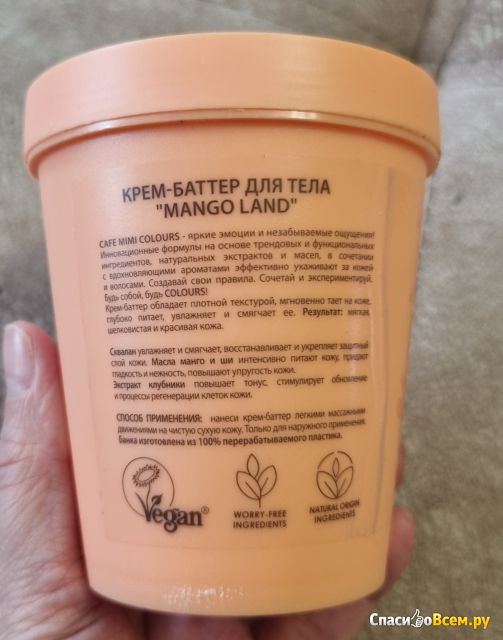 КРЕМ-БАТТЕР ДЛЯ ТЕЛА
"MANGO LAND"
CAFE MIMI COLOURS - яркие эмоции и незабываемые ощущения!
Инновационные формулы на основе трендовых и функциональных
ингредиентов, натуральных экстрактов и масел, в сочетании
с вдохновляющими ароматами эффективно ухаживают за кожей
и волосами. Создавай свои правила. Сочетай и экспериментируй.
Будь собой, будь COLOURS!
Крем-баттер обладает плотной текстурой, мгновенно тает на коже,
глубоко питает, увлажняет и смягчает ее. Результат: мягкая,
шелковистая и красивая кожа.
Сквалан увлажняет и смягчает, восстанавливает и укрепляет защитный
слой кожи. Масла манго и ши интенсивно питают кожу, придают
гладкость и нежность, повышают упругость кожи.
Экстракт клубники повышает тонус, стимулирует обновление
и процессы регенерации клеток кожи.
СПОСОБ ПРИМЕНЕНИЯ: нанеси крем-баттер легкими массажными
движениями на чистую сухую кожу. Только для наружного применения.
Банка изготовлена из 100% перерабатываемого пластика.
Vegan®
WORRY-FREE
INGREDIENTS
NATURAL ORIGIN
INGREDIENTS
СпасибоВсем.ру